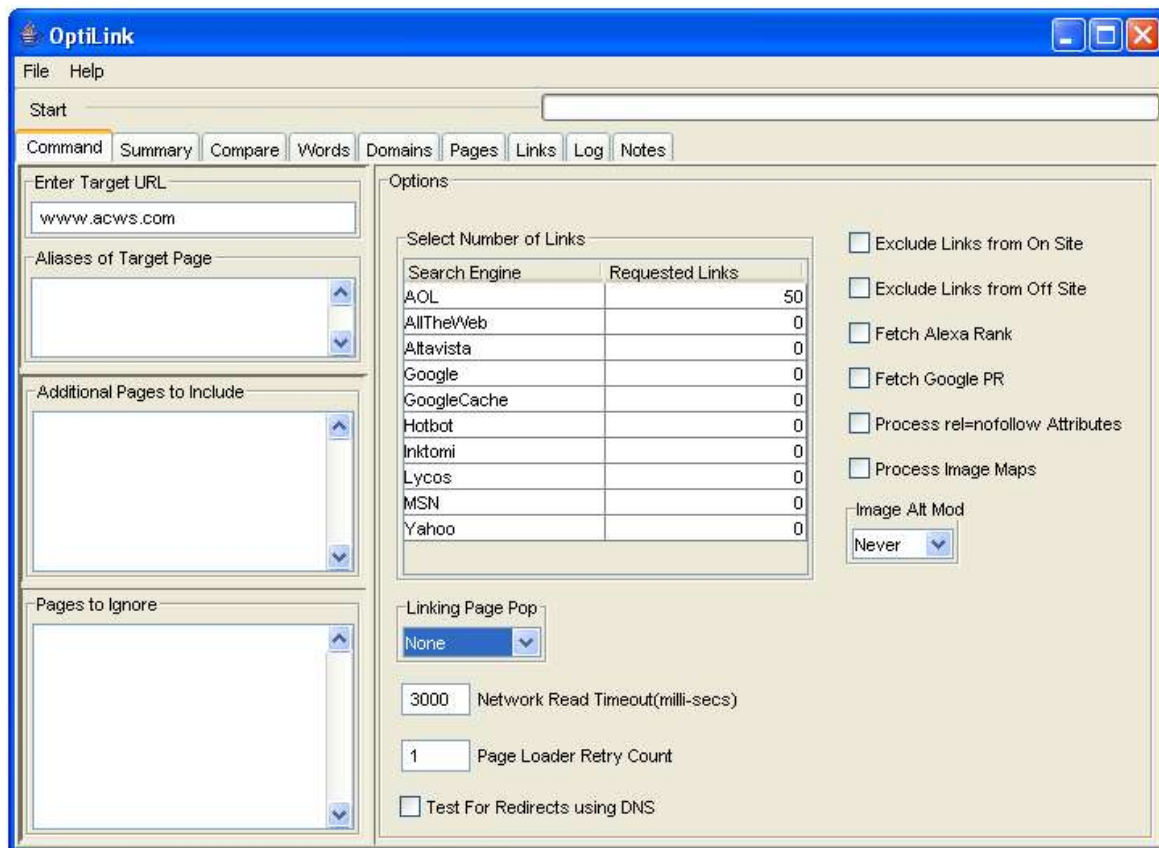 OptiLink
File Help
Start
Command Summary Compare Words Domains Pages Links Log Notes
Enter Target URL
www.acws.com
Aliases of Target Page
Additional Pages to Include
Pages to Ignore
Options
Select Number of Links
Search Engine Requested Links
AOL 50
AllTheWeb 0
Altavista 0
Google 0
GoogleCache 0
Hotbot 0
Inktomi 0
Lycos 0
MSN 0
Yahoo 0
Linking Page Pop
None
3000 Network Read Timeout(milli-secs)
1 Page Loader Retry Count
Test For Redirects using DNS
Exclude Links from On Site
Exclude Links from Off Site
Fetch Alexa Rank
Fetch Google PR
Process rel=nofollow Attributes
Process Image Maps
Image Alt Mod
Never